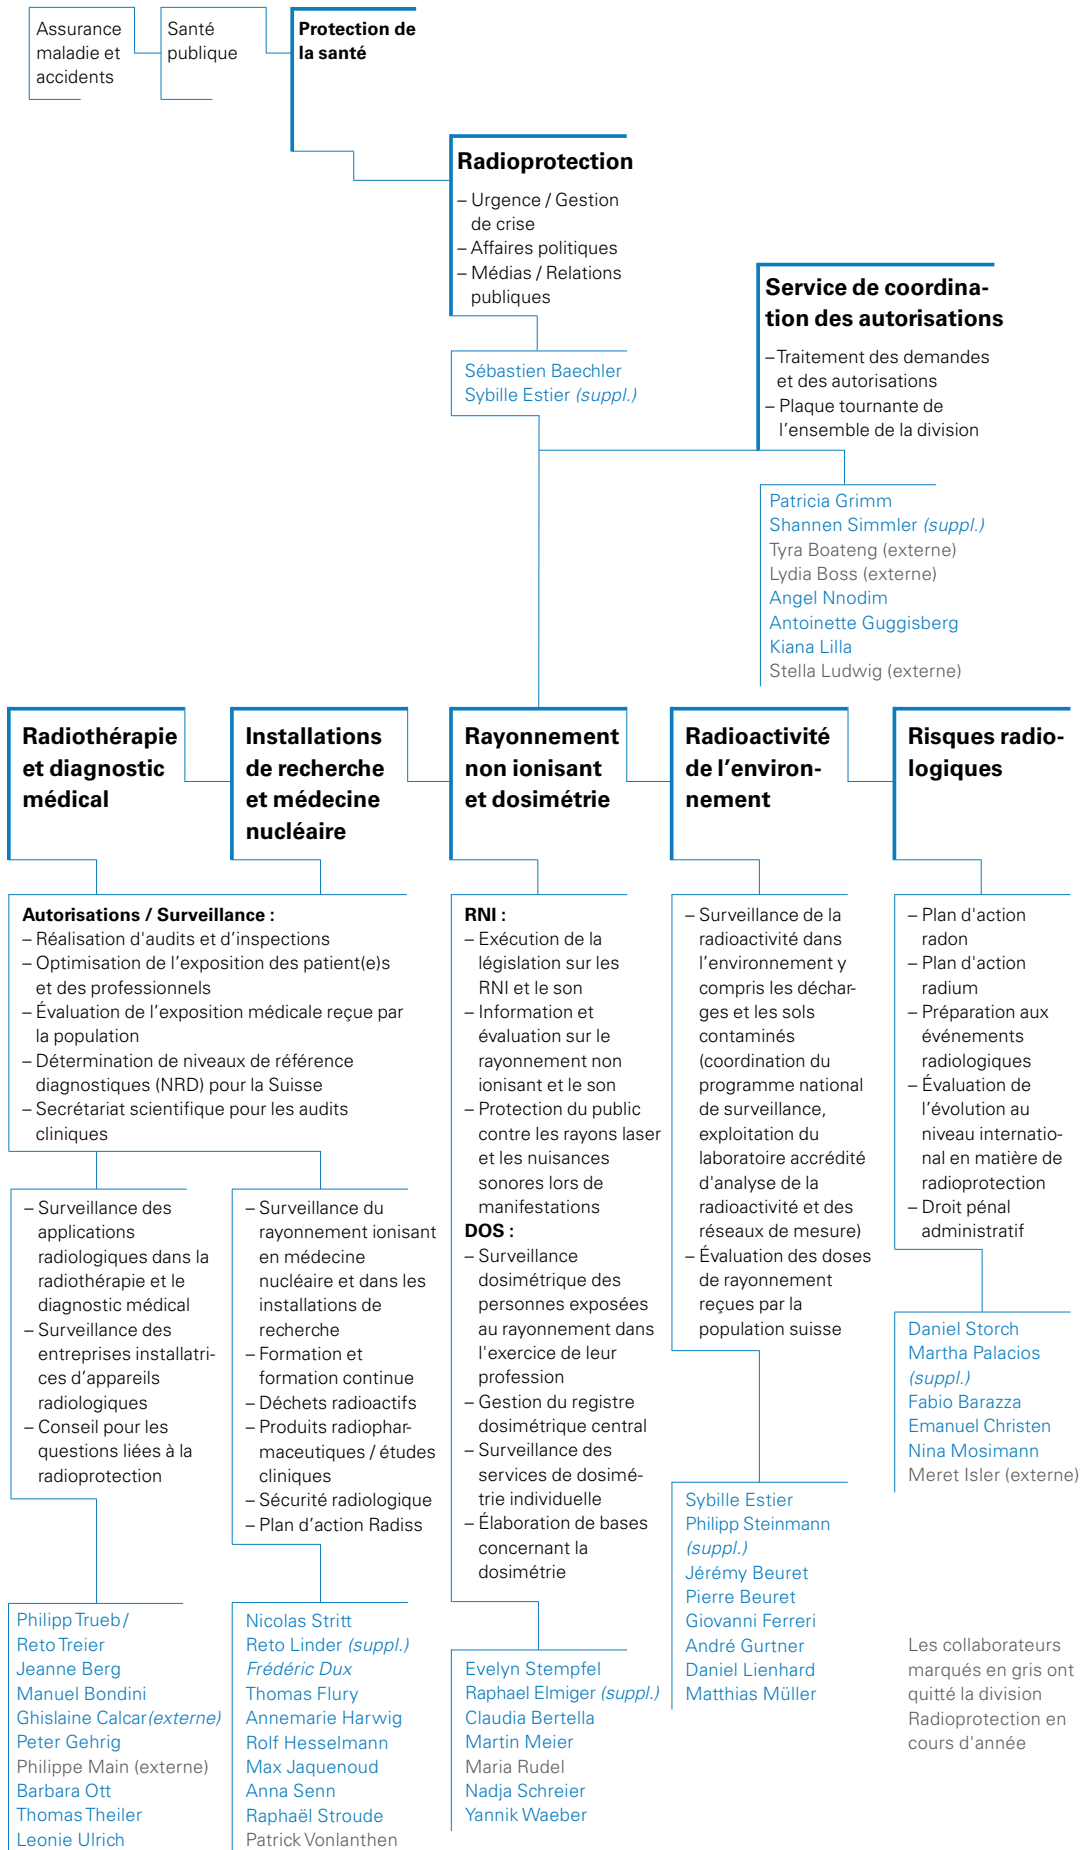 Assurance
maladie et
accidents
Santé
publique
Protection de
la santé
Radioprotection
– Urgence / Gestion
de crise
– Affaires politiques
– Médias / Relations
publiques
Sébastien Baechler
Sybille Estier (suppl.)
Service de coordina-
tion des autorisations
– Traitement des demandes
et des autorisations
– Plaque tournante de
l'ensemble de la division
Patricia Grimm
Shannen Simmler (suppl.)
Tyra Boateng (externe)
Lydia Boss (externe)
Angel Nnodim
Antoinette Guggisberg
Kiana Lilla
Stella Ludwig (externe)
Radiothérapie
et diagnostic
médical
Installations
de recherche
et médecine
nucléaire
Rayonnement
non ionisant
et dosimétrie
Radioactivité
de l'environ-
nement
Risques radio-
logiques
Autorisations / Surveillance :
– Réalisation d'audits et d'inspections
– Optimisation de l'exposition des patient(e)s
et des professionnels
– Évaluation de l'exposition médicale reçue par
la population
– Détermination de niveaux de référence
diagnostiques (NRD) pour la Suisse
– Secrétariat scientifique pour les audits
cliniques
– Surveillance des
applications
radiologiques dans la
radiothérapie et le
diagnostic médical
– Surveillance des
entreprises installatri-
ces d'appareils
radiologiques
– Conseil pour les
questions liées à la
radioprotection
Philipp Trueb /
Reto Treier
Jeanne Berg
Manuel Bondini
Ghislaine Calcar (externe)
Peter Gehrig
Philippe Main (externe)
Barbara Ott
Thomas Theiler
Leonie Ulrich
– Surveillance du
rayonnement ionisant
en médecine
nucléaire et dans les
installations de
recherche
– Formation et
formation continue
– Déchets radioactifs
– Produits radiophar-
maceutiques / études
cliniques
– Sécurité radiologique
– Plan d'action Radiss
Nicolas Stritt
Reto Linder (suppl.)
Frédéric Dux
Thomas Flury
Annemarie Harwig
Rolf Hesselmann
Max Jaquenoud
Anna Senn
Raphaël Stroude
Patrick Vonlanthen
RNI :
– Exécution de la
législation sur les
RNI et le son
– Information et
évaluation sur le
rayonnement non
ionisant et le son
– Protection du public
contre les rayons laser
et les nuisances
sonores lors de
manifestations
DOS :
– Surveillance
dosimétrique des
personnes exposées
au rayonnement dans
l'exercice de leur
profession
– Gestion du registre
dosimétrique central
– Surveillance des
services de dosimé-
trie individuelle
– Élaboration de bases
concernant la
dosimétrie
Evelyn Stempfel
Raphael Elmiger (suppl.)
Claudia Bertella
Martin Meier
Maria Rudel
Nadja Schreier
Yannik Waeber
– Surveillance de la
radioactivité dans
l'environnement y
compris les déchar-
ges et les sols
contaminés
(coordination du
programme national
de surveillance,
exploitation du
laboratoire accrédité
d'analyse de la
radioactivité et des
réseaux de mesure)
– Évaluation des doses
de rayonnement
reçues par la
population suisse
Sybille Estier
Philipp Steinmann
(suppl.)
Jérémy Beuret
Pierre Beuret
Giovanni Ferreri
André Gurtner
Daniel Lienhard
Matthias Müller
– Plan d'action
radon
– Plan d'action
radium
– Préparation aux
événements
radiologiques
– Évaluation de
l'évolution au
niveau internatio-
nal en matière de
radioprotection
– Droit pénal
administratif
Daniel Storch
Martha Palacios
(suppl.)
Fabio Barazza
Emanuel Christen
Nina Mosimann
Meret Isler (externe)
Les collaborateurs
marqués en gris ont
quitté la division
Radioprotection en
cours d'année